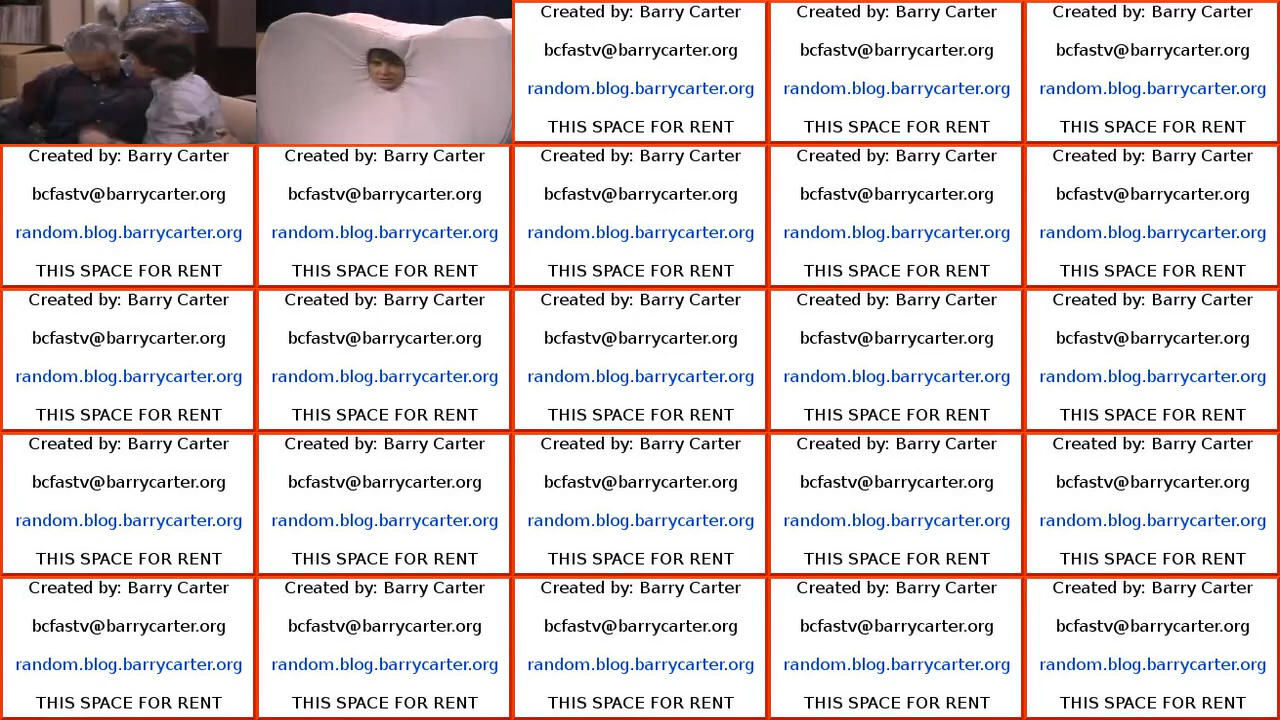 Created by: Barry Carter
bcfastv@barrycarter.org
random.blog.barrycarter.org
THIS SPACE FOR RENT
Created by: Barry Carter
bcfastv@barrycarter.org
random.blog.barrycarter.org
THIS SPACE FOR RENT
Created by: Barry Carter
bcfastv@barrycarter.org
random.blog.barrycarter.org
THIS SPACE FOR RENT
Created by: Barry Carter
bcfastv@barrycarter.org
random.blog.barrycarter.org
THIS SPACE FOR RENT
Created by: Barry Carter
bcfastv@barrycarter.org
random.blog.barrycarter.org
THIS SPACE FOR RENT
Created by: Barry Carter
bcfastv@barrycarter.org
random.blog.barrycarter.org
THIS SPACE FOR RENT
Created by: Barry Carter
bcfastv@barrycarter.org
random.blog.barrycarter.org
THIS SPACE FOR RENT
Created by: Barry Carter
bcfastv@barrycarter.org
random.blog.barrycarter.org
THIS SPACE FOR RENT
Created by: Barry Carter
bcfastv@barrycarter.org
random.blog.barrycarter.org
THIS SPACE FOR RENT
Created by: Barry Carter
bcfastv@barrycarter.org
random.blog.barrycarter.org
THIS SPACE FOR RENT
Created by: Barry Carter
bcfastv@barrycarter.org
random.blog.barrycarter.org
THIS SPACE FOR RENT
Created by: Barry Carter
bcfastv@barrycarter.org
random.blog.barrycarter.org
THIS SPACE FOR RENT
Created by: Barry Carter
bcfastv@barrycarter.org
random.blog.barrycarter.org
THIS SPACE FOR RENT
Created by: Barry Carter
bcfastv@barrycarter.org
random.blog.barrycarter.org
THIS SPACE FOR RENT
Created by: Barry Carter
bcfastv@barrycarter.org
random.blog.barrycarter.org
THIS SPACE FOR RENT
Created by: Barry Carter
bcfastv@barrycarter.org
random.blog.barrycarter.org
THIS SPACE FOR RENT
Created by: Barry Carter
bcfastv@barrycarter.org
random.blog.barrycarter.org
THIS SPACE FOR RENT
Created by: Barry Carter
bcfastv@barrycarter.org
random.blog.barrycarter.org
THIS SPACE FOR RENT
Created by: Barry Carter
bcfastv@barrycarter.org
random.blog.barrycarter.org
THIS SPACE FOR RENT
Created by: Barry Carter
bcfastv@barrycarter.org
random.blog.barrycarter.org
THIS SPACE FOR RENT
Created by: Barry Carter
bcfastv@barrycarter.org
random.blog.barrycarter.org
THIS SPACE FOR RENT
Created by: Barry Carter
bcfastv@barrycarter.org
random.blog.barrycarter.org
THIS SPACE FOR RENT
Created by: Barry Carter
bcfastv@barrycarter.org
random.blog.barrycarter.org
THIS SPACE FOR RENT